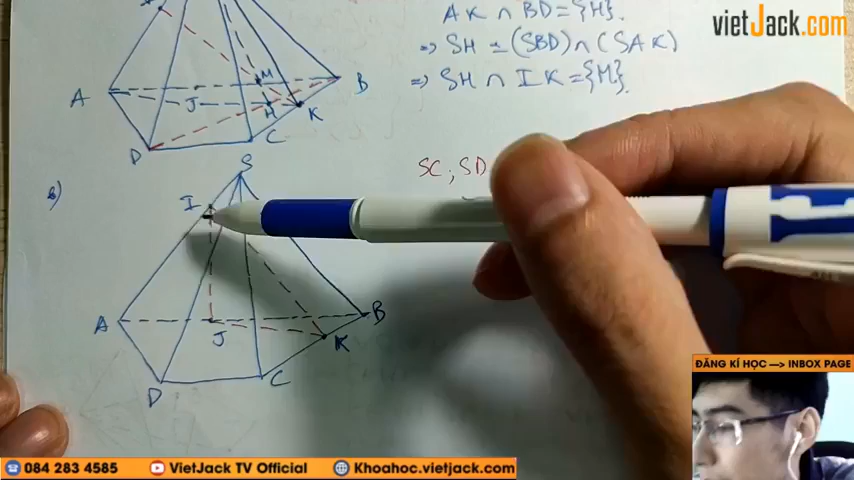 vietJack.com
AK ∩ BD = {H}.
⇒ SH = (SBD) ∩ (SAK)
⇒ SH ∩ IK = {M}.
M
A
J
H
K
B
D
C
b)
S
SC; SD
I
A
J
B
K
D
C
ĐĂNG KÍ HỌC —> INBOX PAGE
084 283 4585 VietJack TV Official Khoahoc.vietjack.com